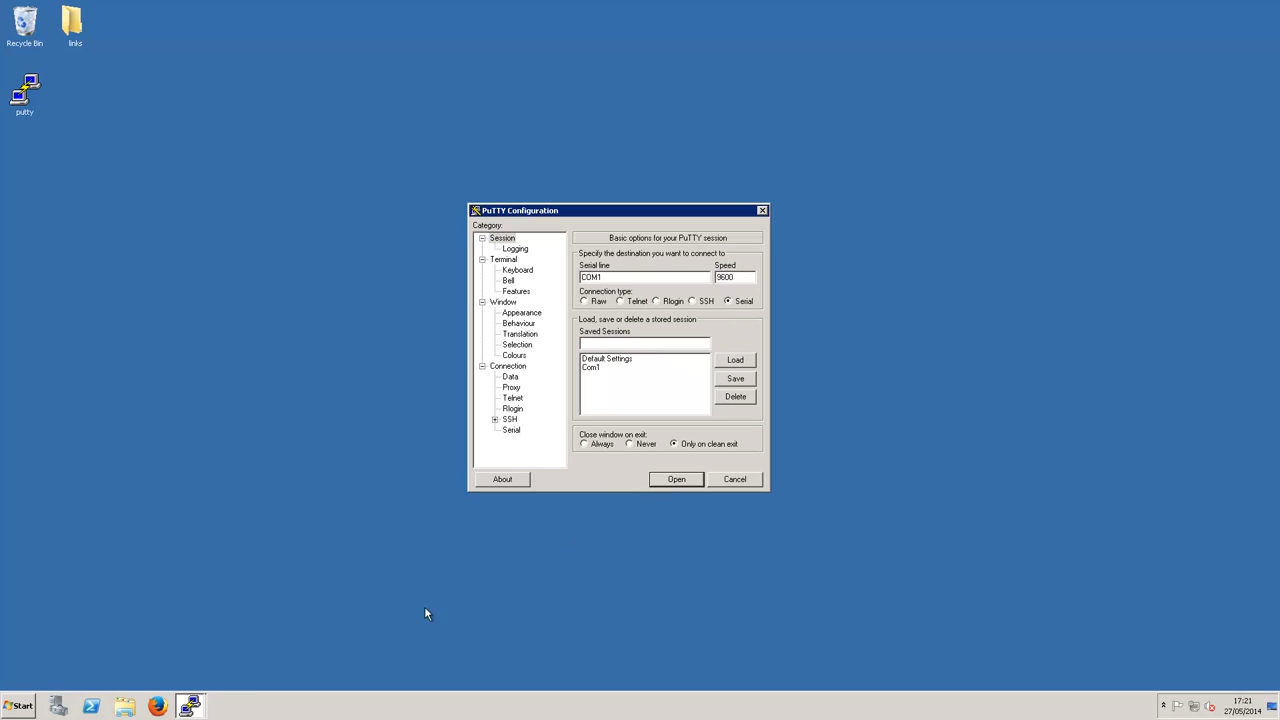 Recycle Bin
links
putty
PuTTY Configuration
Category:
Session
Logging
Terminal
Keyboard
Bell
Features
Window
Appearance
Behaviour
Translation
Selection
Colours
Connection
Data
Proxy
Telnet
Rlogin
SSH
Serial
Basic options for your PuTTY session
Specify the destination you want to connect to
Serial line Speed
COM1 9600
Connection type:
Raw Telnet Rlogin SSH Serial
Load, save or delete a stored session
Saved Sessions
Default Settings
Com1
Load
Save
Delete
Close window on exit:
Always Never Only on clean exit
About Open Cancel
Start
17:21
27/05/2014